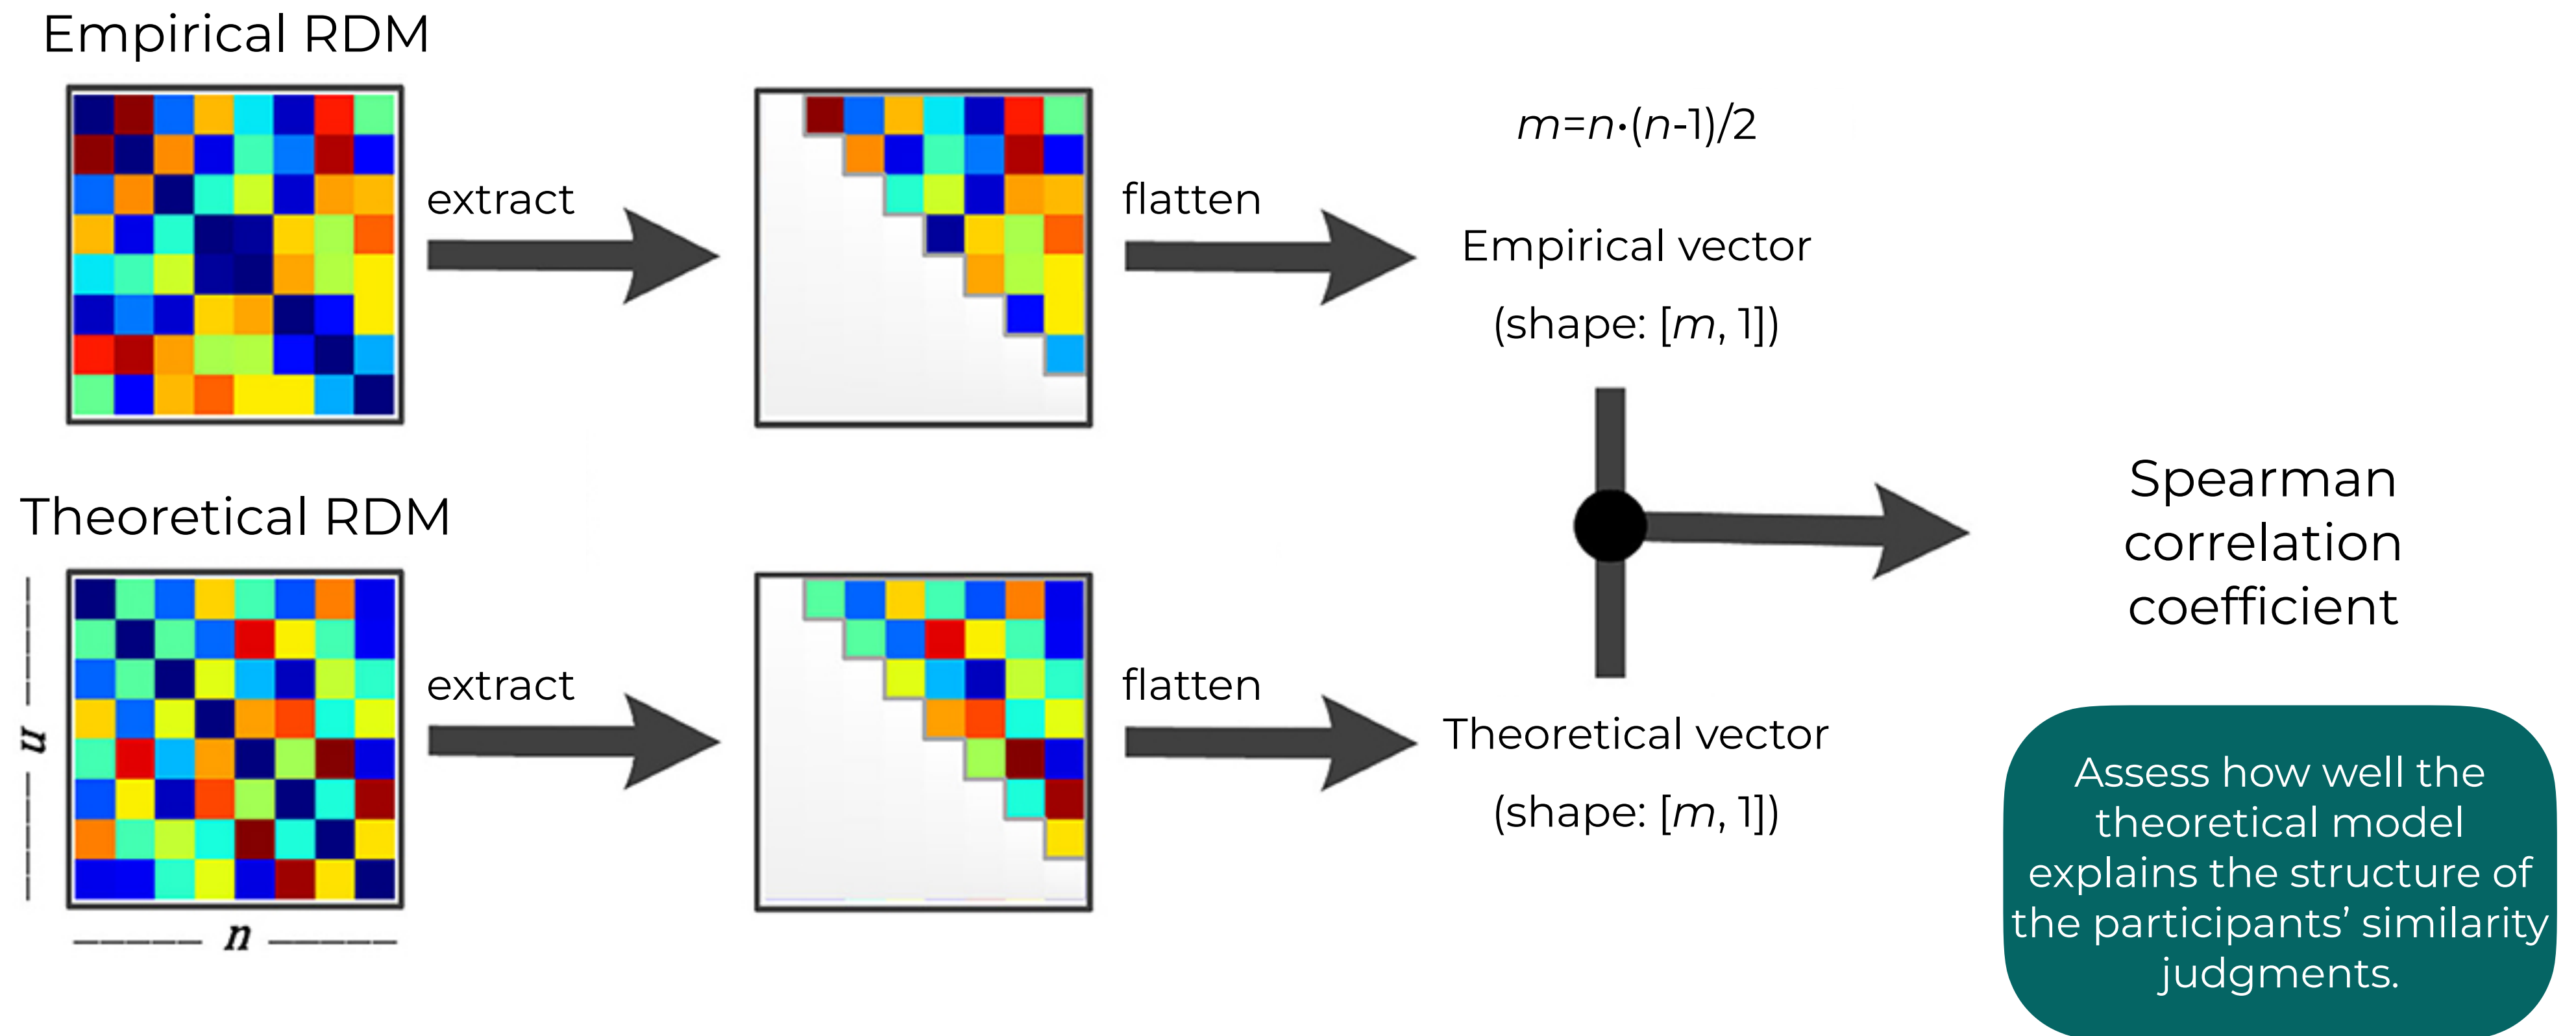 Empirical RDM
extract
flatten
m=n·(n-1)/2
Empirical vector
(shape: [m, 1])
Theoretical RDM
n
n
extract
flatten
Theoretical vector
(shape: [m, 1])
Spearman
correlation
coefficient
Assess how well the
theoretical model
explains the structure of
the participants’ similarity
judgments.